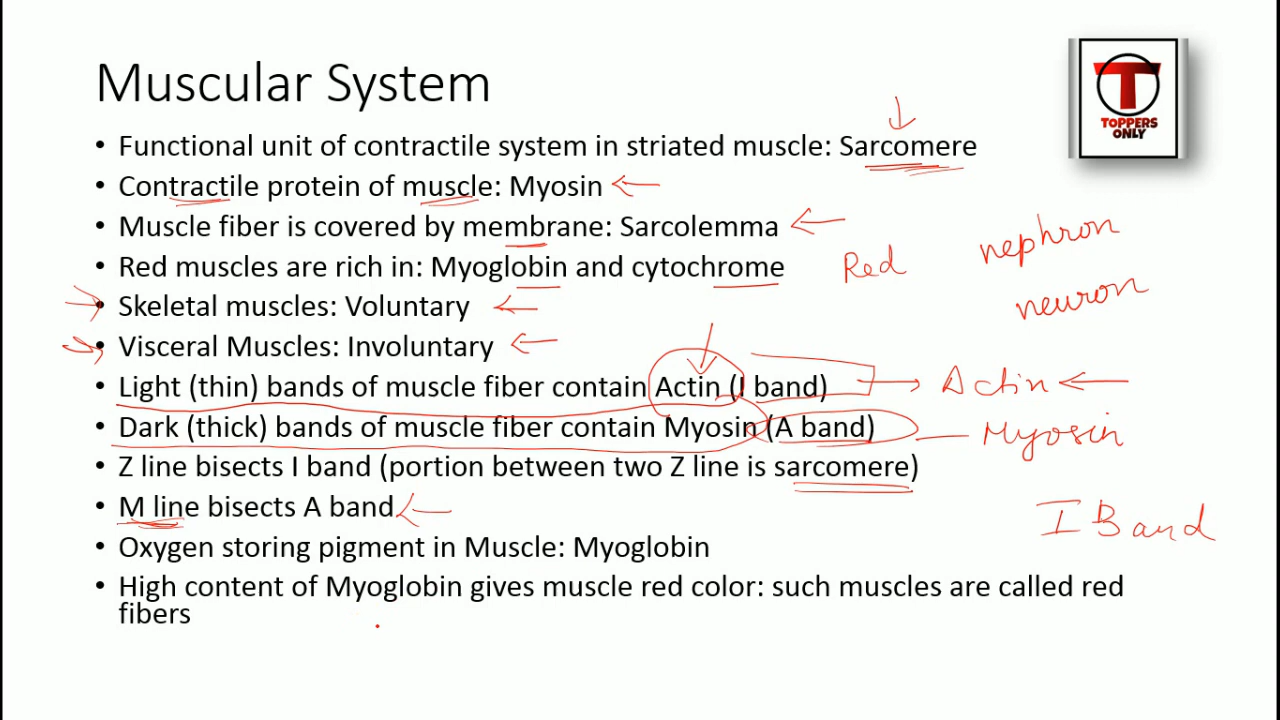 Muscular System
T
TOPPERS
ONLY
• Functional unit of contractile system in striated muscle: Sarcomere
• Contractile protein of muscle: Myosin
• Muscle fiber is covered by membrane: Sarcolemma
nephron
• Red muscles are rich in: Myoglobin and cytochrome
Red
neuron
• Skeletal muscles: Voluntary
• Visceral Muscles: Involuntary
• Light (thin) bands of muscle fiber contain Actin (I band)
Actin
• Dark (thick) bands of muscle fiber contain Myosin (A band)
Myosin
• Z line bisects I band (portion between two Z line is sarcomere)
• M line bisects A band
I Band
• Oxygen storing pigment in Muscle: Myoglobin
• High content of Myoglobin gives muscle red color: such muscles are called red
fibers